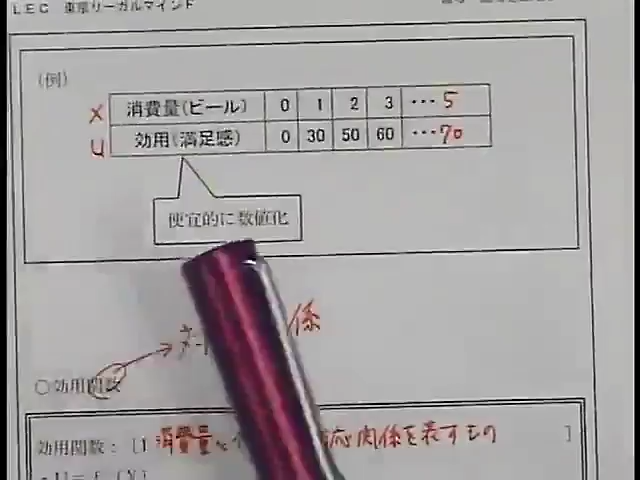 LEC 東京リーガルマインド
(例)
x 消費量(ビール) 0 1 2 3 …5
u 効用(満足感) 0 30 50 60 …70
便宜的に数値化
係
○効用関数
効用関数:[1 消費量と 対応関係を表すもの ]